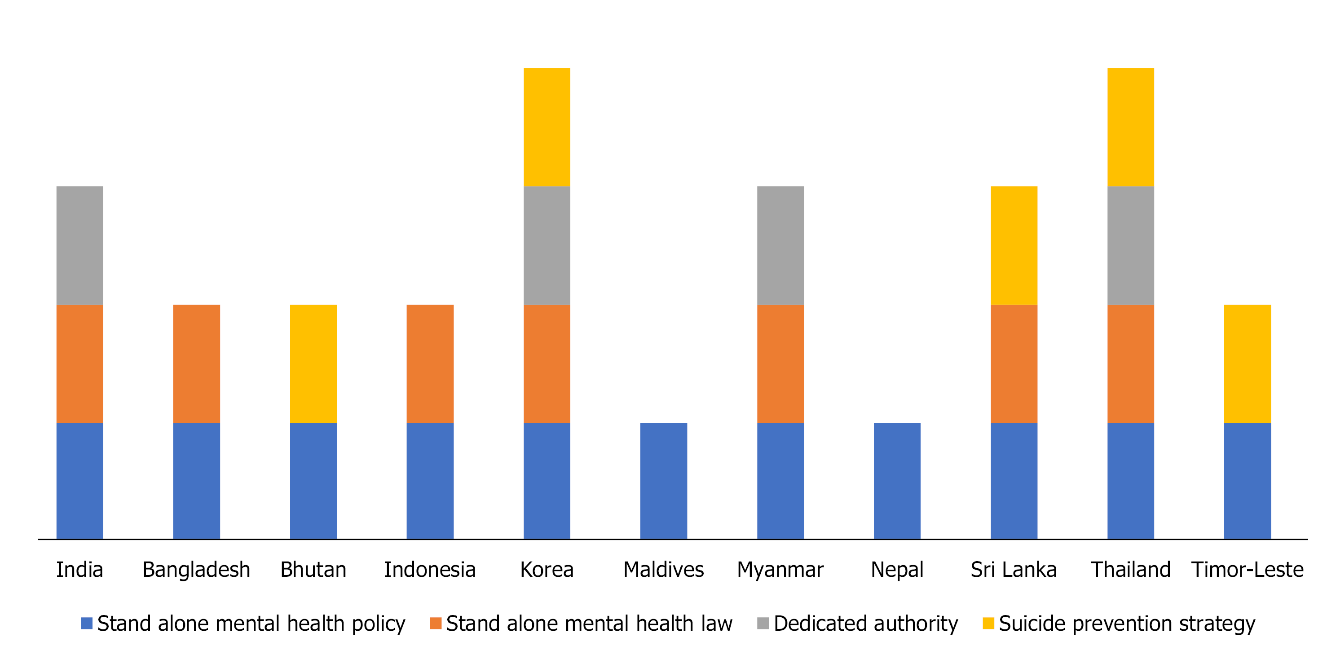 India Bangladesh Bhutan Indonesia Korea Maldives Myanmar Nepal Sri Lanka Thailand Timor-Leste
Stand alone mental health policy Stand alone mental health law Dedicated authority Suicide prevention strategy